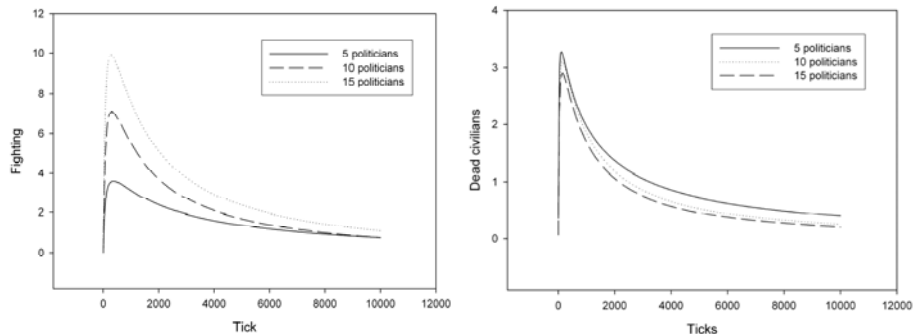 14
12
10
8
6
4
2
0
Fighting
5 politicians
10 politicians
15 politicians
0 2000 4000 6000 8000 10000 12000
Tick
4
3
2
1
0
Dead civilians
5 politicians
10 politicians
15 politicians
0 2000 4000 6000 8000 10000 12000
Ticks